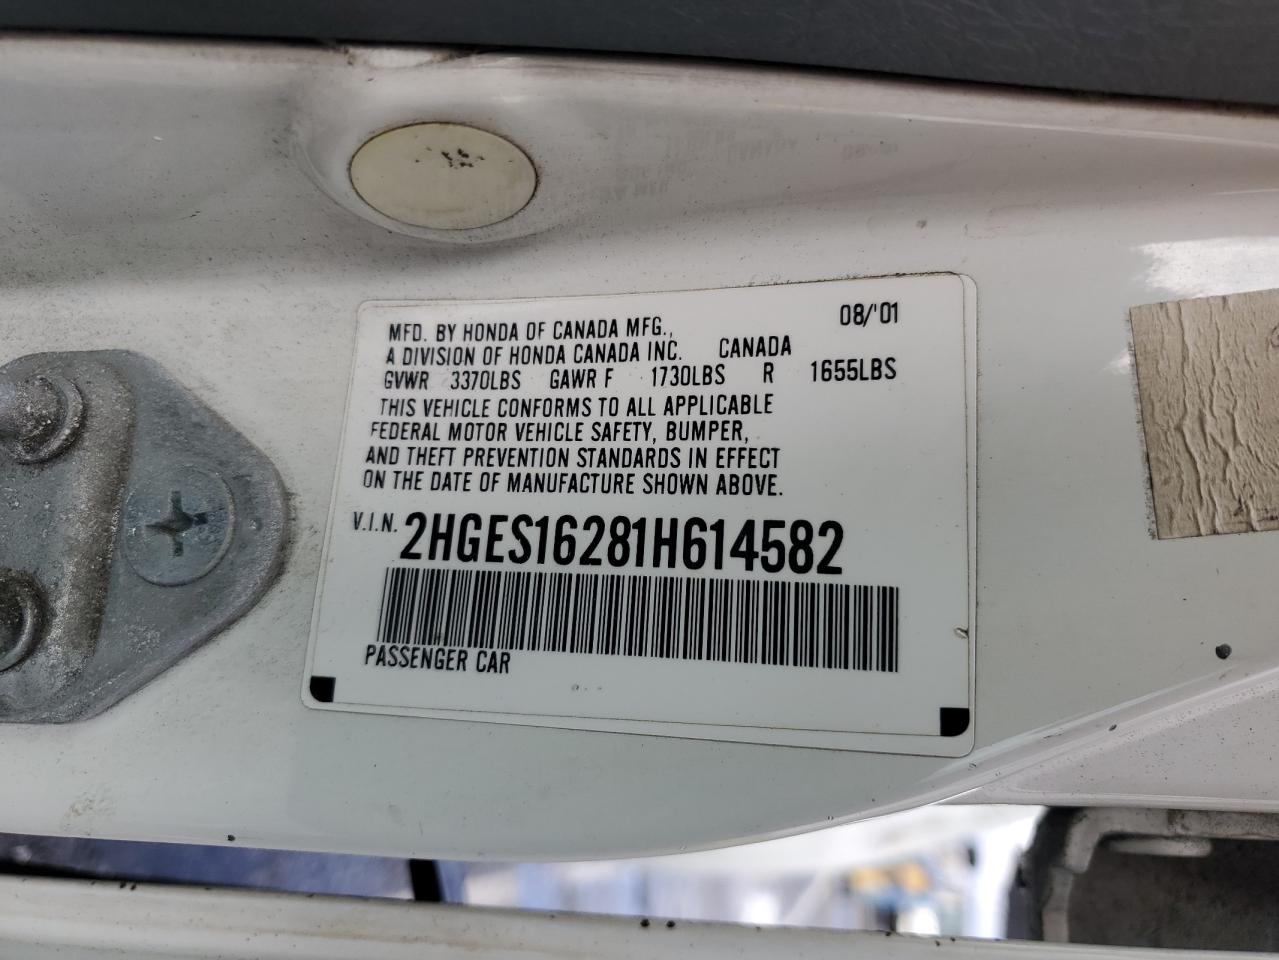 08/'01
MFD. BY HONDA OF CANADA MFG.,
A DIVISION OF HONDA CANADA INC. CANADA
GVWR 3370LBS GAWR F 1730LBS R 1655LBS
THIS VEHICLE CONFORMS TO ALL APPLICABLE
FEDERAL MOTOR VEHICLE SAFETY, BUMPER,
AND THEFT PREVENTION STANDARDS IN EFFECT
ON THE DATE OF MANUFACTURE SHOWN ABOVE.
V.I.N. 2HGES16281H614582
PASSENGER CAR